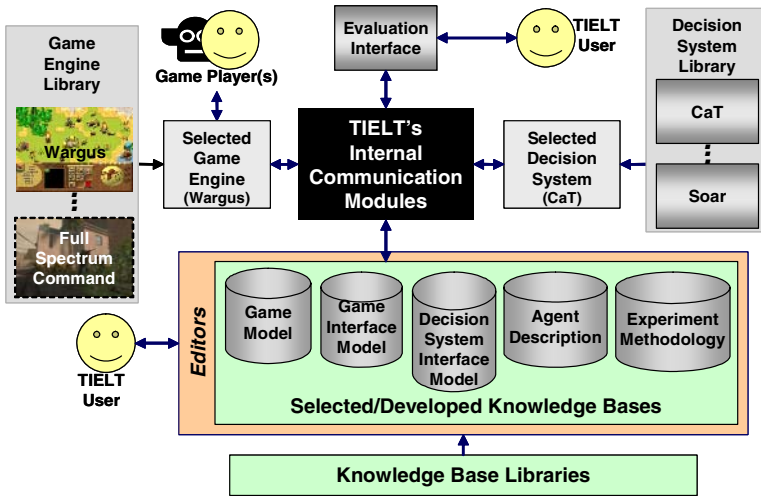 Game
Engine
Library
Wargus
Full
Spectrum
Command
Game Player(s)
Selected
Game
Engine
(Wargus)
Evaluation
Interface
TIELT
User
TIELT's
Internal
Communication
Modules
Selected
Decision
System
(CaT)
Decision
System
Library
CaT
Soar
TIELT
User
Editors
Game
Model
Game
Interface
Model
Decision
System
Interface
Model
Agent
Description
Experiment
Methodology
Selected/Developed Knowledge Bases
Knowledge Base Libraries